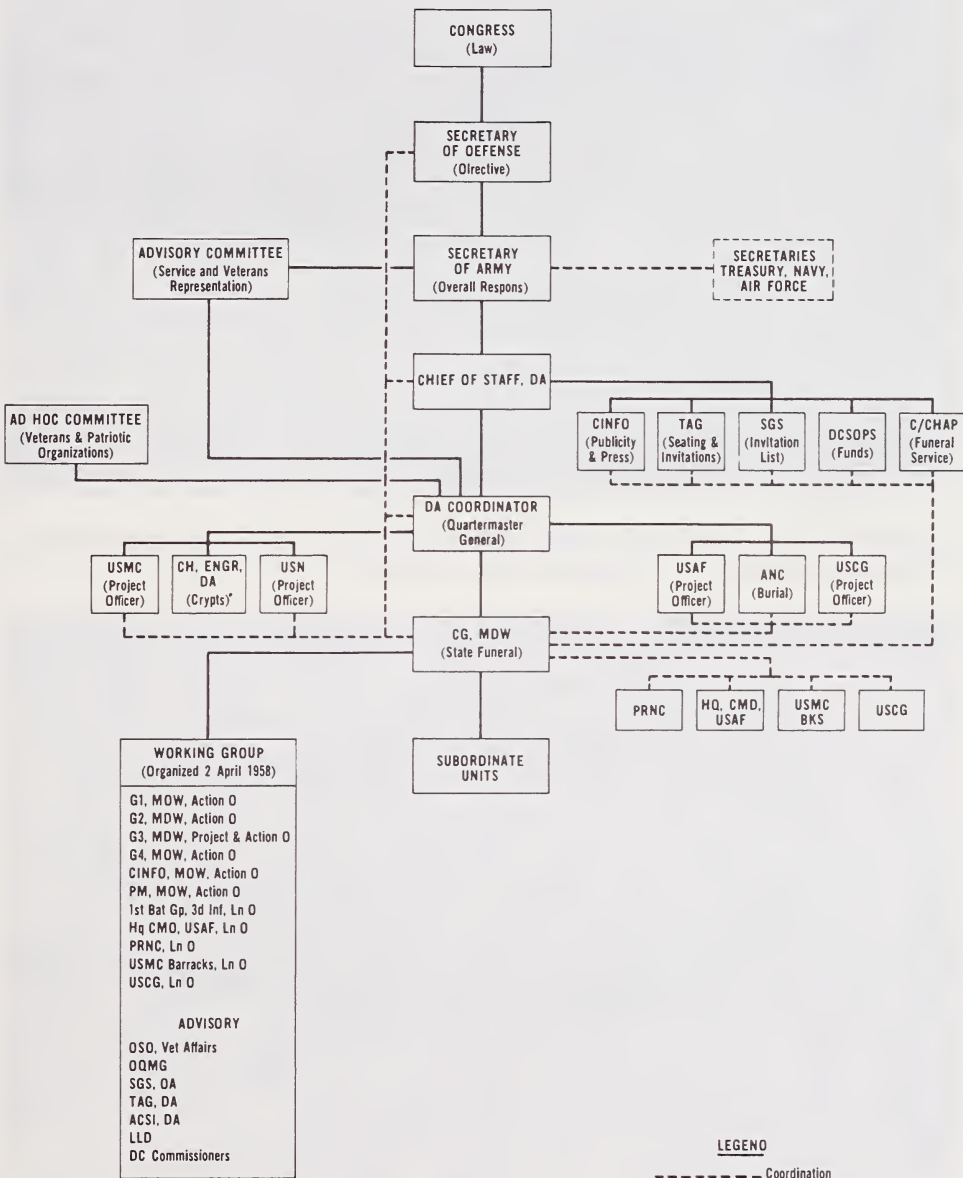 CONGRESS
(Law)
SECRETARY
OF OEFENSE
(Olrective)
ADVISORY COMMITTEE
(Service and Veterans
Representation)
SECRETARY
OF ARMY
(Overall Respons)
SECRETARIES
TREASURY, NAVY,
AIR FORCE
CHIEF OF STAFF, DA
AD HOC COMMITTEE
(Veterans & Patriotic
Organizations)
CINFO
(Publicity
& Press)
TAG
(Seating &
Invitations)
SGS
(Invitation
List)
DCSOPS
(Funds)
C/CHAP
(Funeral
Service)
DA COORDINATOR
(Quartermaster
General)
USMC
(Project
Officer)
CH, ENGR,
DA
(Crypts)*
USN
(Project
Officer)
USAF
(Project
Officer)
ANC
(Burial)
USCG
(Project
Officer)
CG, MDW
(State Funeral)
PRNC
HQ, CMD,
USAF
USMC
BKS
USCG
WORKING GROUP
(Organized 2 April 1958)
SUBORDINATE
UNITS
G1, MOW, Action O
G2, MDW, Action O
G3, MDW, Project & Action O
G4, MOW, Action O
CINFO, MOW, Action O
PM, MOW, Action O
1st Bat Gp, 3d Inf, Ln O
Hq CMO, USAF, Ln O
PRNC, Ln O
USMC Barracks, Ln O
USCG, Ln O
ADVISORY
OSO, Vet Affairs
OQMG
SGS, OA
TAG, DA
ACSI, DA
LLD
DC Commissioners
LEGENO
Coordination